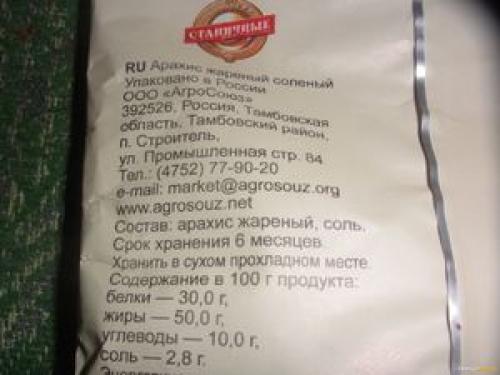 СТАНИЧНЫЕ
RU Арахис жареный соленый
Упаковано в России
ООО «АгроСоюз»
392526, Россия, Тамбовская
область, Тамбовский район,
п. Строитель,
ул. Промышленная стр. 84
Тел.: (4752) 77-90-20
e-mail: market@agrosouz.org
www.agrosouz.net
Состав: арахис жареный, соль.
Срок хранения 6 месяцев.
Хранить в сухом прохладном месте.
Содержание в 100 г продукта:
белки — 30,0 г,
жиры — 50,0 г,
углеводы — 10,0 г,
соль — 2,8 г.